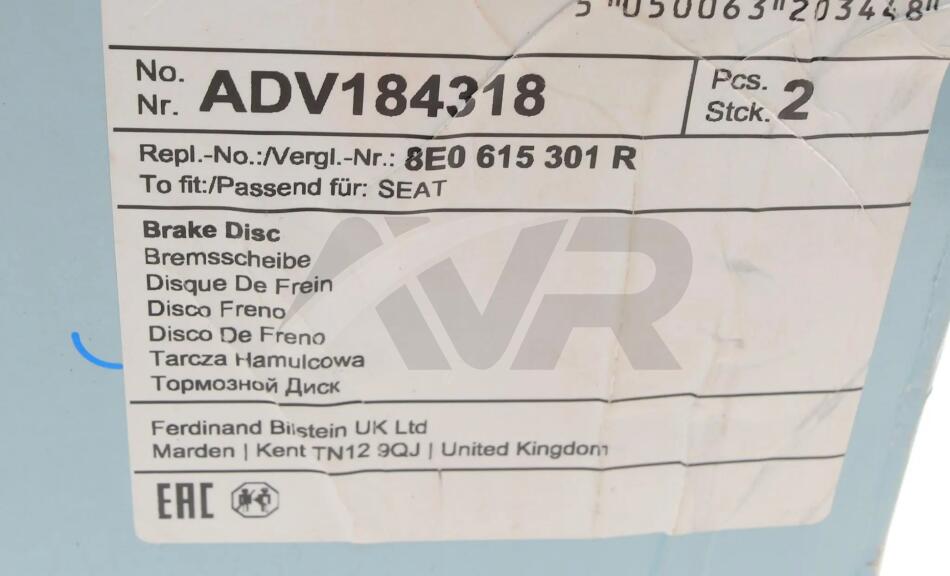 5 "050063"203448"
No.
Nr. ADV184318
Pcs.
Stck. 2
Repl.-No.:/Vergl.-Nr.: 8E0 615 301 R
To fit:/Passend für: SEAT
Brake Disc
Bremsscheibe
Disque De Frein
Disco Freno
Disco De Freno
Tarcza Hamulcowa
Тормозной Диск
AVR
Ferdinand Bilstein UK Ltd
Marden | Kent TN12 9QJ | United Kingdom
EAC